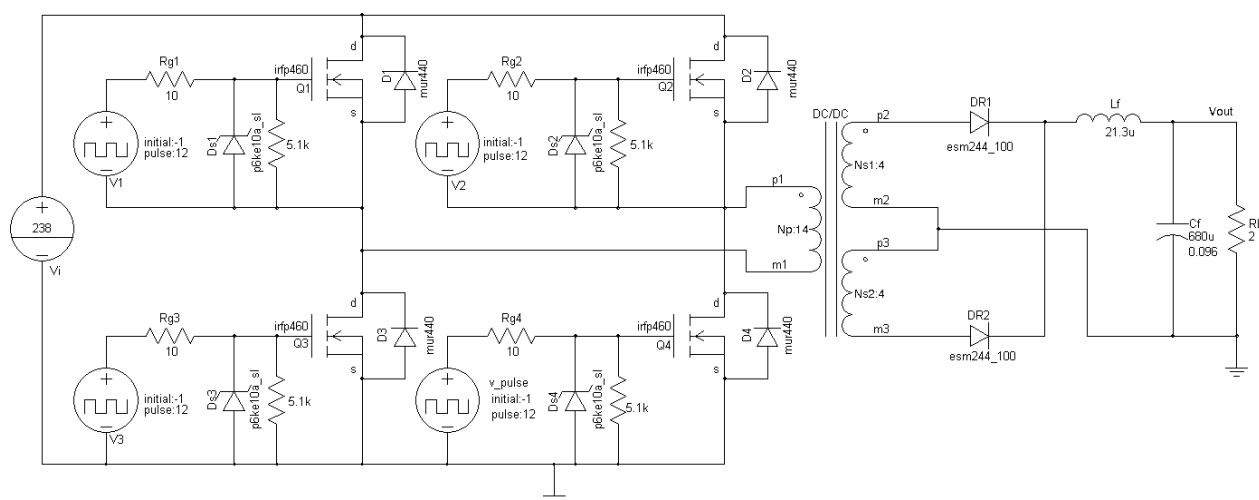 d
Rg1
10
irfp460
Q1
D1
mur440
s
initial:-1
pulse:12
V1
Ds1
p6ke10a_sl
5.1k
d
Rg2
10
irfp460
Q2
D2
mur440
s
initial:-1
pulse:12
V2
Ds2
p6ke10a_sl
5.1k
238
Vi
p1
Np:14
m1
DC/DC
p2
Ns1:4
m2
p3
Ns2:4
m3
DR1
esm244_100
Lf
21.3u
Vout
Cf
680u
0.096
Rl
2
DR2
esm244_100
d
Rg3
10
irfp460
Q3
D3
mur440
s
initial:-1
pulse:12
V3
Ds3
p6ke10a_sl
5.1k
d
Rg4
10
irfp460
Q4
D4
mur440
s
v_pulse
initial:-1
pulse:12
Ds4
p6ke10a_sl
5.1k